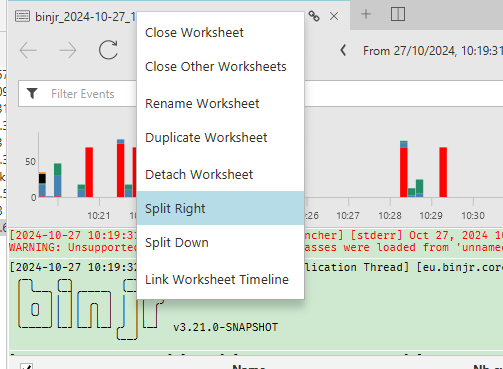 binjr_2024-10-27_1
Close Worksheet
Close Other Worksheets
Rename Worksheet
Duplicate Worksheet
Detach Worksheet
Split Right
Split Down
Link Worksheet Timeline
From 27/10/2024, 10:19:31
Filter Events
50
0
10:21 10:26 10:27 10:28 10:29 10:30
[2024-10-27 10:19:31 ncher] [stderr] Oct 27, 2024 10
WARNING: Unsupported asses were loaded from 'unname
[2024-10-27 10:19:32 lication Thread] [eu.binjr.cor
binjr
v3.21.0-SNAPSHOT
Name